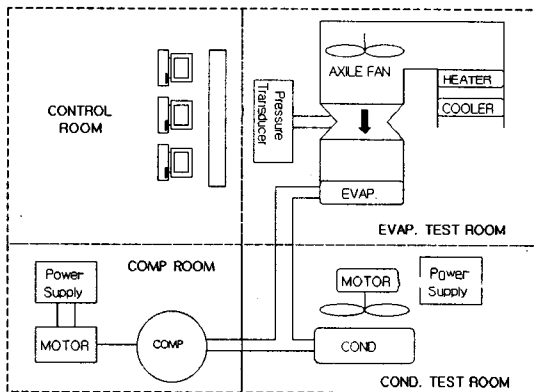 CONTROL
ROOM
AXILE FAN
HEATER
COOLER
Pressure
Transducer
EVAP.
EVAP. TEST ROOM
COMP ROOM
Power
Supply
MOTOR
COMP
MOTOR
Power
Supply
COND
COND. TEST ROOM